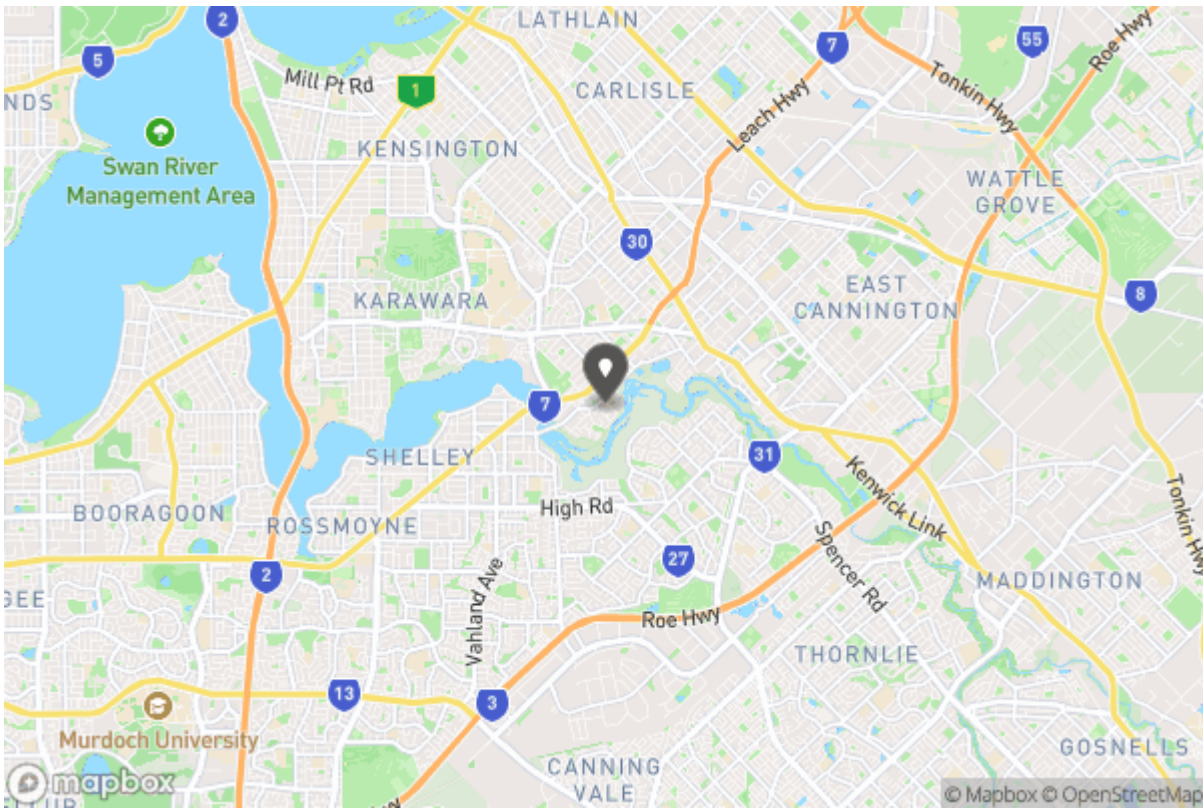 LATHLAIN
2
7
55
Roe Hwy
5
Mill Pt Rd
1
CARLISLE
Tonkin Hwy
NDS
Leach Hwy
KENSINGTON
Swan River
Management Area
WATTLE
GROVE
30
EAST
CANNINGTON
KARAWARA
8
7
SHELLEY
31
Kenwick Link
High Rd
BOORAGOON
ROSSMOYNE
Tonkin Hwy
2
27
Spencer Rd
GEE
Vahland Ave
MADDINGTON
Roe Hwy
THORNLIE
13
3
Murdoch University
GOSNELLS
CANNING
VALE
mapbox
© Mapbox © OpenStreetMap